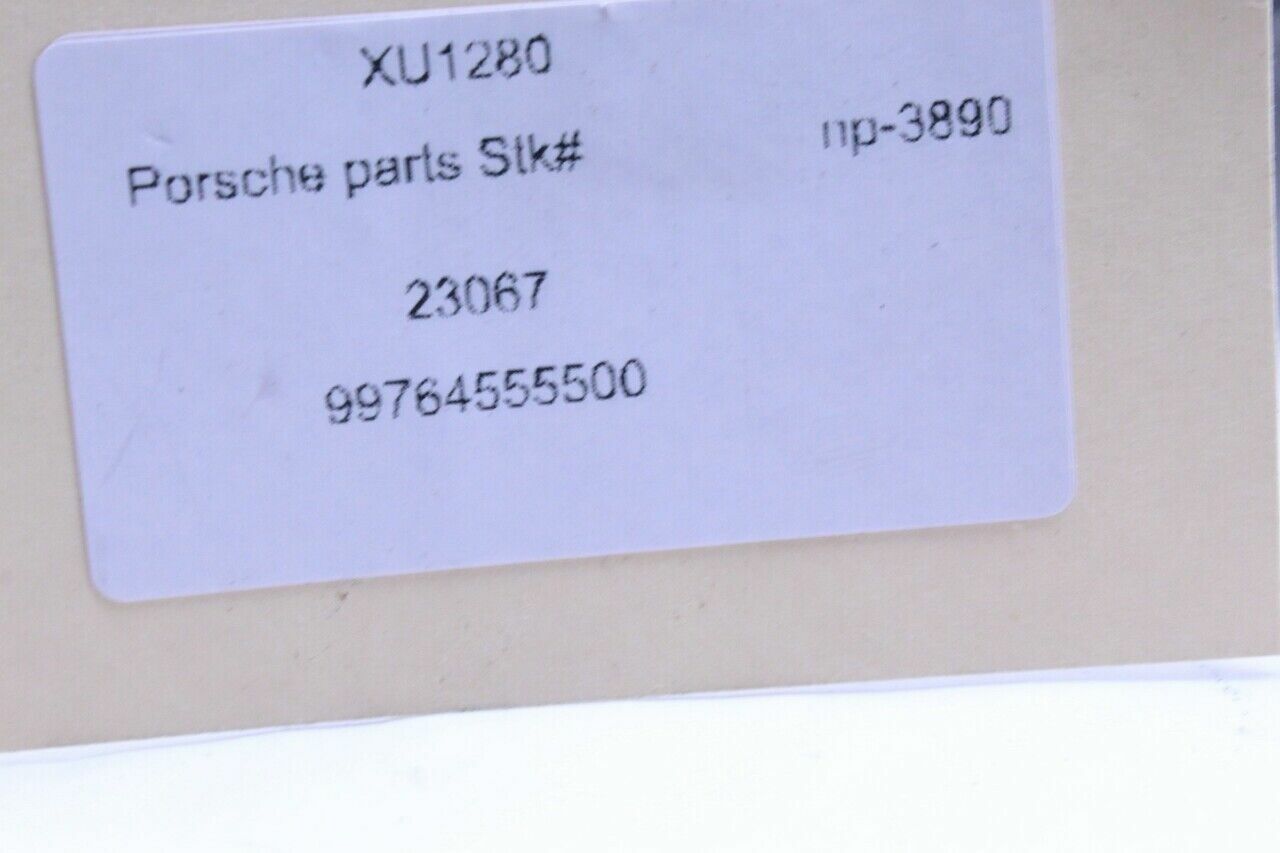 XU1280
Porsche parts Stk# np-3890
23067
99764555500